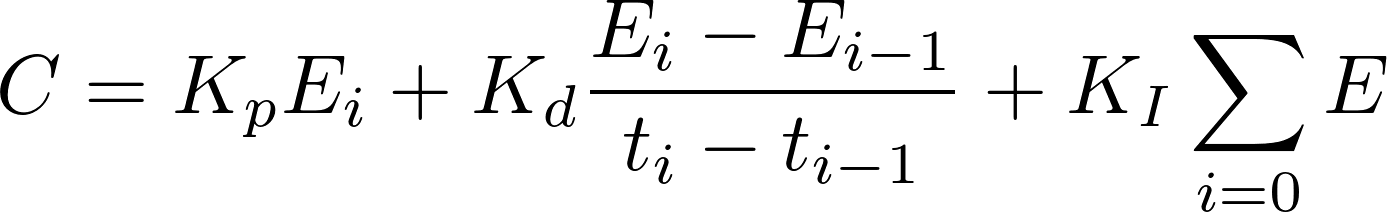 C = K_p E_i + K_d \frac{E_i - E_{i-1}}{t_i - t_{i-1}} + K_I \sum_{i=0} E